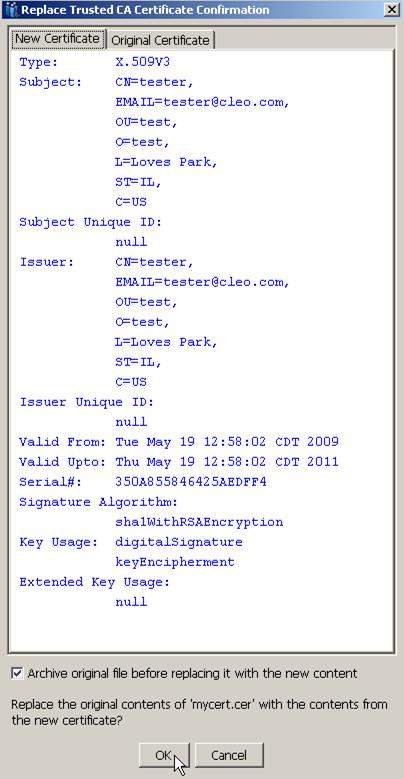 Replace Trusted CA Certificate Confirmation
New Certificate Original Certificate
Type: X.509V3
Subject: CN=tester,
EMAIL=tester@cleo.com,
OU=test,
O=test,
L=Loves Park,
ST=IL,
C=US
Subject Unique ID:
null
Issuer: CN=tester,
EMAIL=tester@cleo.com,
OU=test,
O=test,
L=Loves Park,
ST=IL,
C=US
Issuer Unique ID:
null
Valid From: Tue May 19 12:58:02 CDT 2009
Valid Upto: Thu May 19 12:58:02 CDT 2011
Serial#: 350A855846425AEDFF4
Signature Algorithm:
sha1WithRSAEncryption
Key Usage: digitalSignature
keyEncipherment
Extended Key Usage:
null
Archive original file before replacing it with the new content
Replace the original contents of 'mycert.cer' with the contents from
the new certificate?
OK Cancel